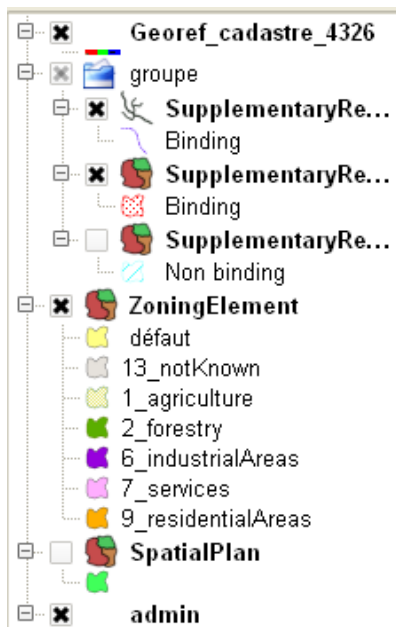 Georef_cadastre_4326
groupe
SupplementaryRe...
Binding
SupplementaryRe...
Binding
SupplementaryRe...
Non binding
ZoningElement
défaut
13_notKnown
1_agriculture
2_forestry
6_industrialAreas
7_services
9_residentialAreas
SpatialPlan
admin